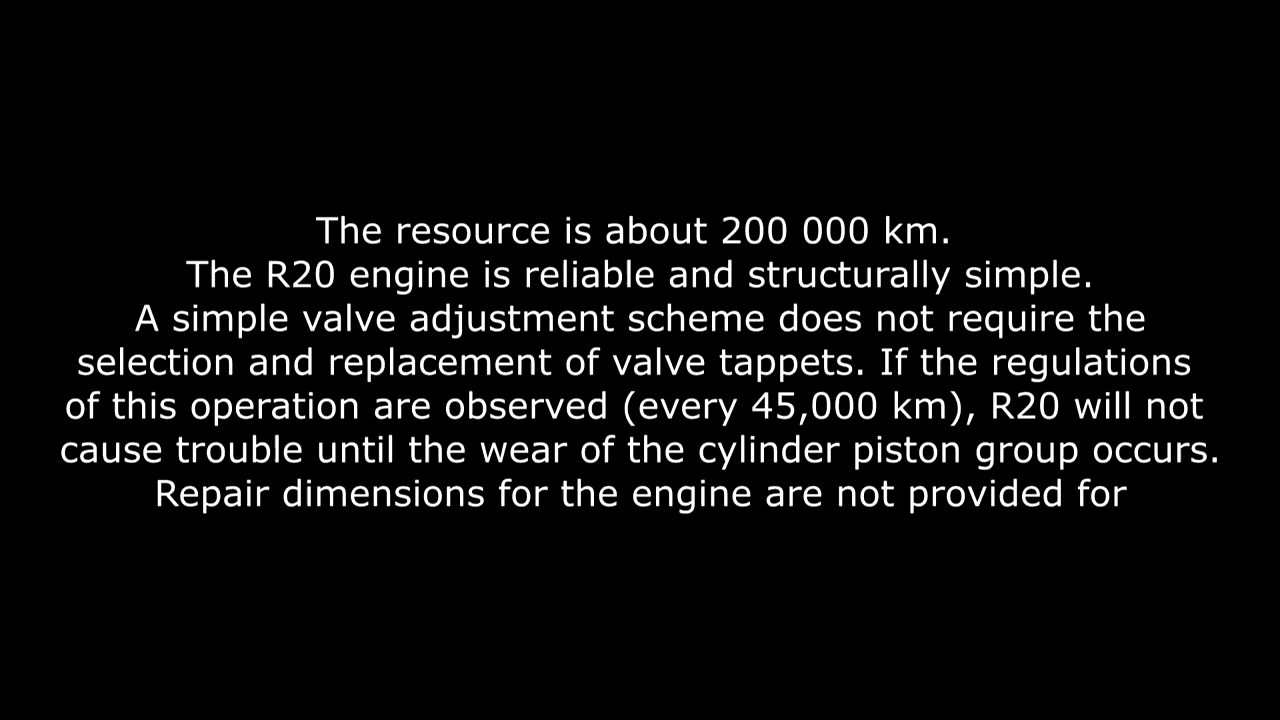 The resource is about 200 000 km.
The R20 engine is reliable and structurally simple.
A simple valve adjustment scheme does not require the
selection and replacement of valve tappets. If the regulations
of this operation are observed (every 45,000 km), R20 will not
cause trouble until the wear of the cylinder piston group occurs.
Repair dimensions for the engine are not provided for